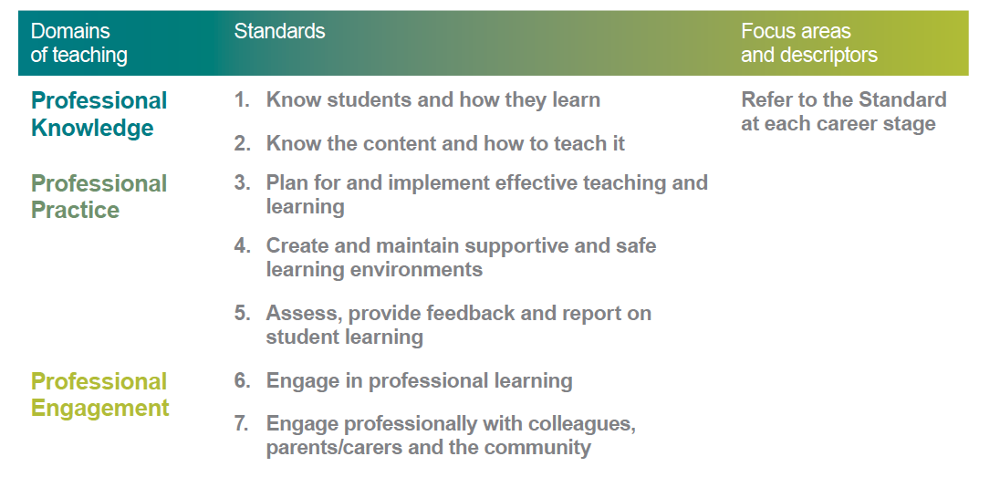 Domains
of teaching
Standards
Focus areas
and descriptors
Professional
Knowledge
1. Know students and how they learn
2. Know the content and how to teach it
Refer to the Standard
at each career stage
Professional
Practice
3. Plan for and implement effective teaching and
learning
4. Create and maintain supportive and safe
learning environments
5. Assess, provide feedback and report on
student learning
Professional
Engagement
6. Engage in professional learning
7. Engage professionally with colleagues,
parents/carers and the community